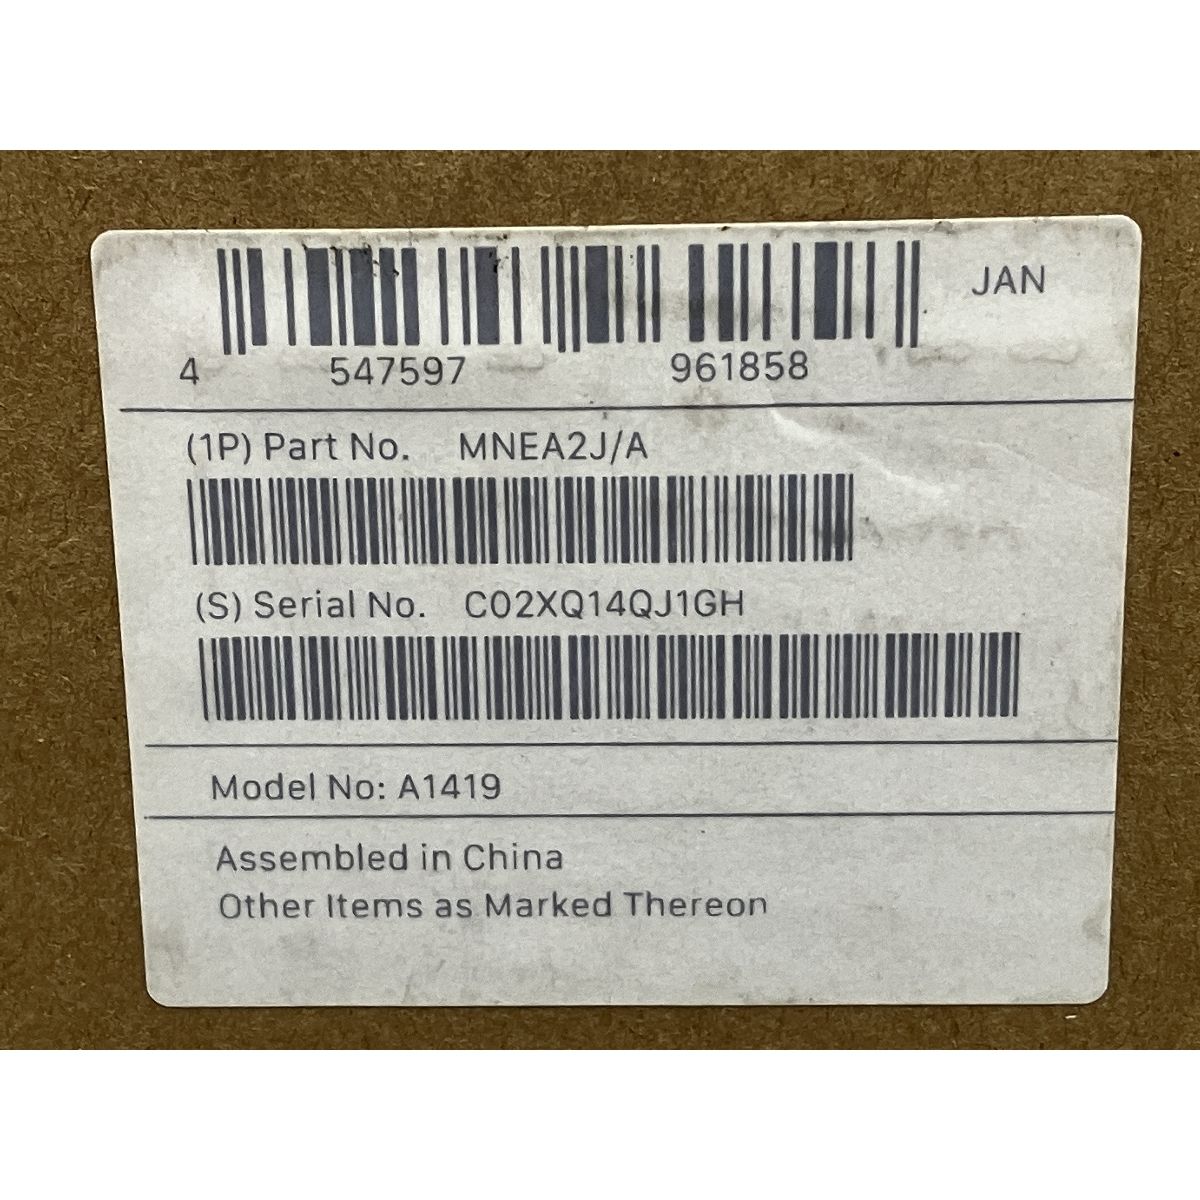 JAN
4 547597 961858
(1P) Part No. MNEA2J/A
(S) Serial No. C02XQ14QJ1GH
Model No: A1419
Assembled in China
Other Items as Marked Thereon